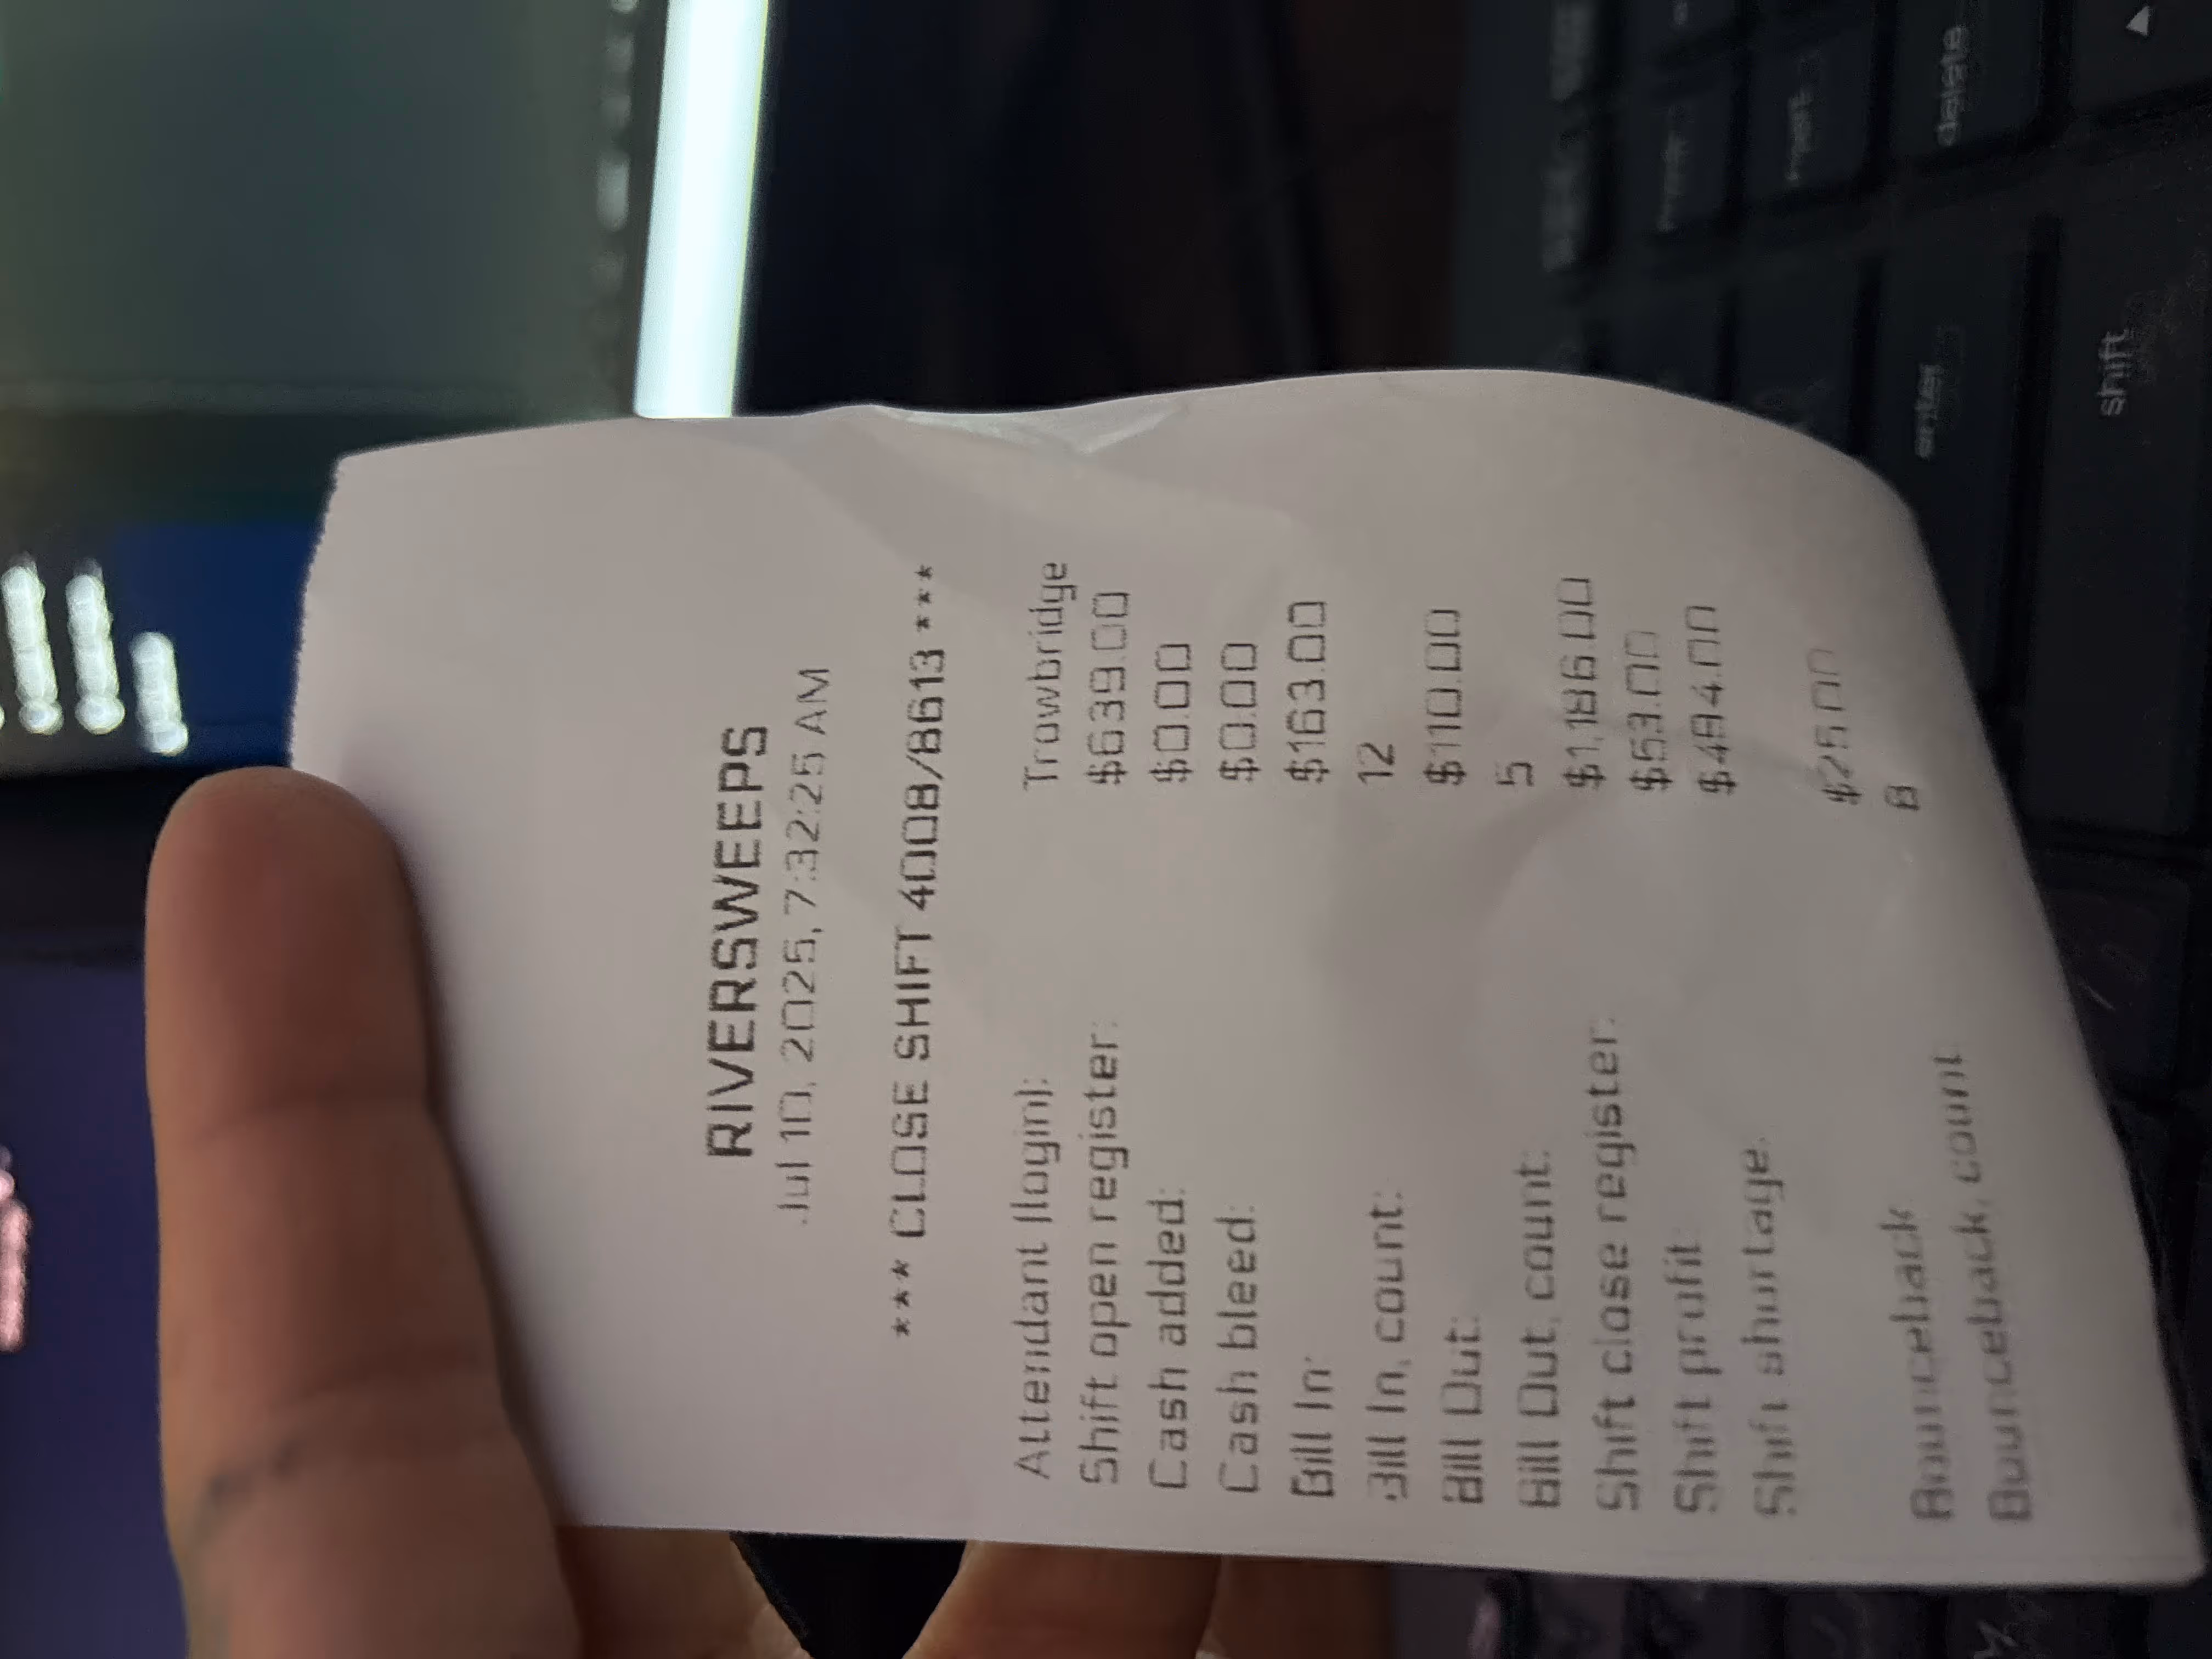 RIVERSWEEPS
Jul 10, 2025, 7:32:25 AM
*** CLOSE SHIFT 4008/8613 ***
Attendant (login): Trowbridge
Shift open register: $639.00
Cash added: $0.00
Cash bleed: $0.00
Bill In: $163.00
Bill In, count: 12
Bill Out: $110.00
Bill Out, count: 5
Shift close register: $1,186.00
Shift profit: $53.00
Shift shortage: $494.00
Bounceback: $25.00
Bounceback, count: 8
delete
enter
shift